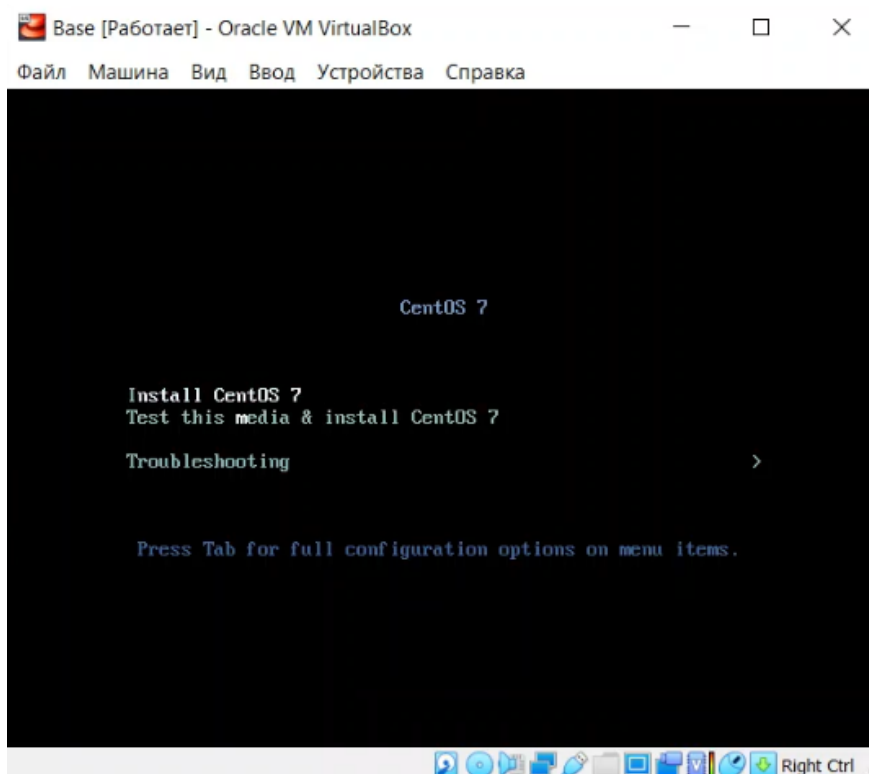 Base [Работает] - Oracle VM VirtualBox
Файл Машина Вид Ввод Устройства Справка
CentOS 7
Install CentOS 7
Test this media & install CentOS 7
Troubleshooting >
Press Tab for full configuration options on menu items.
Right Ctrl